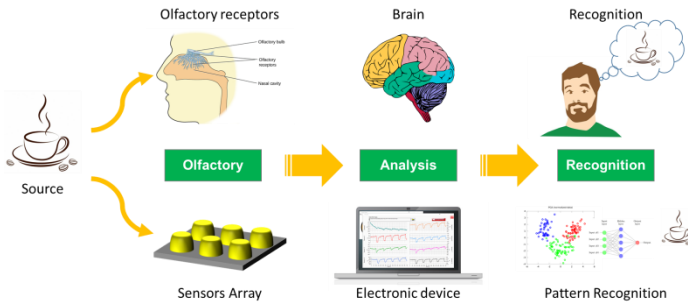 Olfactory receptors
Brain
Recognition
Olfactory bulb
Olfactory
receptors
Nasal cavity
Source
Olfactory
Analysis
Recognition
Sensors Array
Electronic device
Pattern Recognition